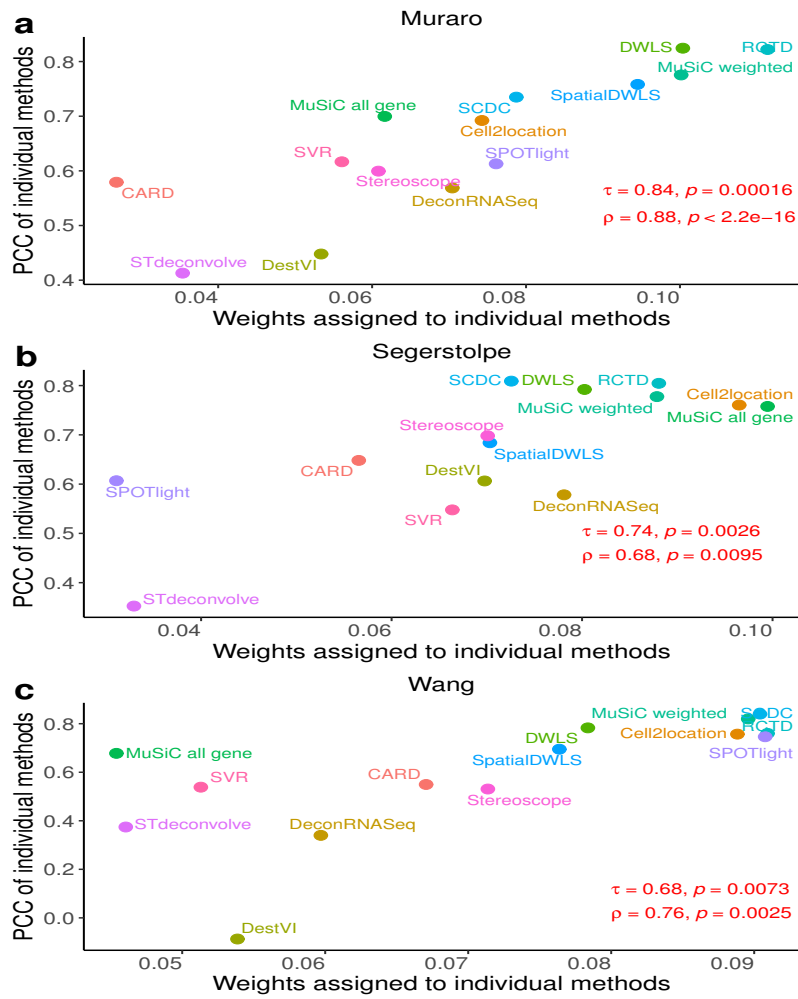 a
Muraro
PCC of individual methods
0.8
0.7
0.6
0.5
0.4
DWLS
RCTD
MuSiC weighted
SpatialDWLS
SCDC
MuSiC all gene
Cell2location
SVR
SPOTlight
Stereoscope
CARD
DeconRNASeq
τ = 0.84, p = 0.00016
ρ = 0.88, p < 2.2e−16
STdeconvolve
DestVI
0.04
0.06
0.08
0.10
Weights assigned to individual methods
b
Segerstolpe
PCC of individual methods
0.8
0.7
0.6
0.5
0.4
SCDC
DWLS
RCTD
Cell2location
MuSiC weighted
MuSiC all gene
Stereoscope
SpatialDWLS
CARD
DestVI
SPOTlight
DeconRNASeq
SVR
τ = 0.74, p = 0.0026
ρ = 0.68, p = 0.0095
STdeconvolve
0.04
0.06
0.08
0.10
Weights assigned to individual methods
c
Wang
PCC of individual methods
0.8
0.6
0.4
0.2
0.0
MuSiC weighted
SCDC
RCTD
Cell2location
DWLS
SPOTlight
MuSiC all gene
SpatialDWLS
SVR
CARD
Stereoscope
STdeconvolve
DeconRNASeq
τ = 0.68, p = 0.0073
ρ = 0.76, p = 0.0025
DestVI
0.05
0.06
0.07
0.08
0.09
Weights assigned to individual methods